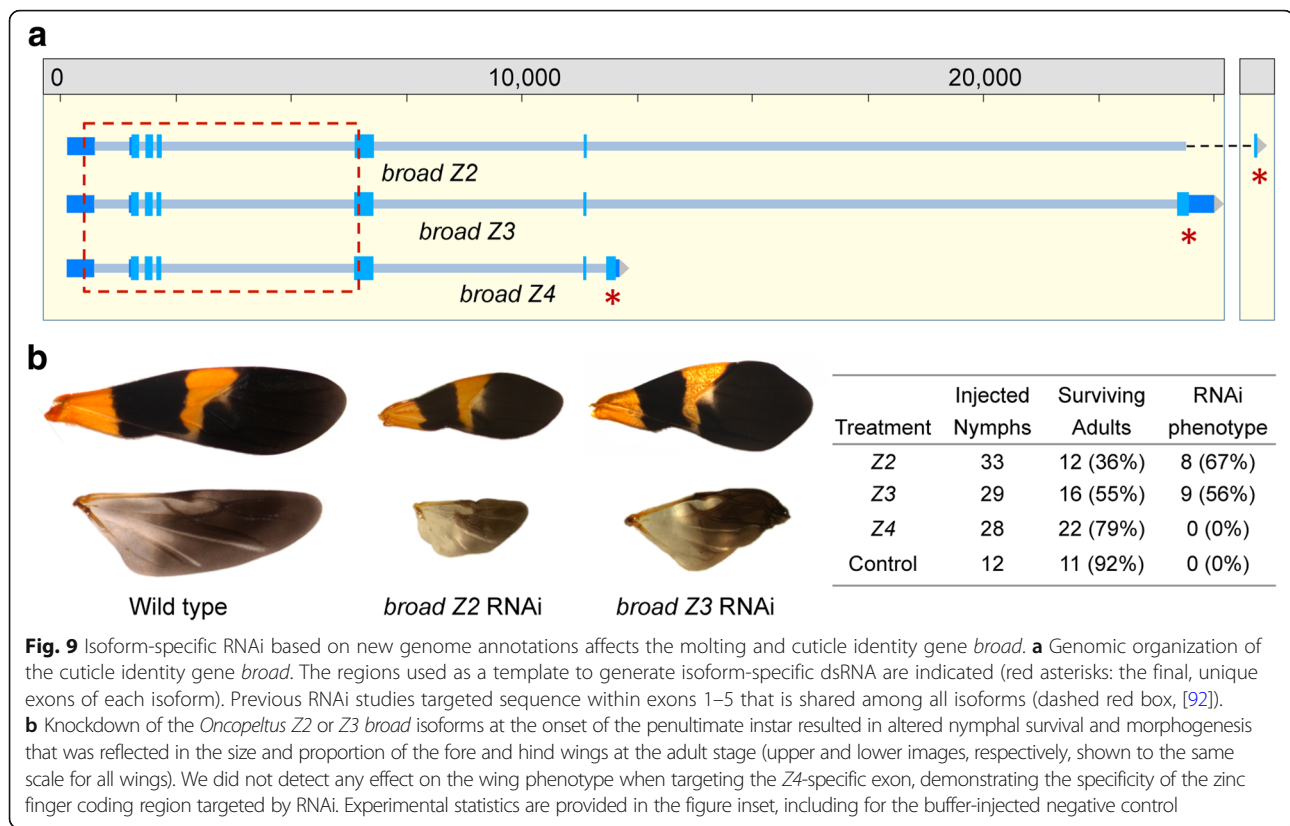 a
0 10,000 20,000
broad Z2
*
broad Z3
*
broad Z4
*
b
Wild type
broad Z2 RNAi
broad Z3 RNAi
Injected Surviving RNAi
Treatment Nymphs Adults phenotype
Z2 33 12 (36%) 8 (67%)
Z3 29 16 (55%) 9 (56%)
Z4 28 22 (79%) 0 (0%)
Control 12 11 (92%) 0 (0%)
Fig. 9 Isoform-specific RNAi based on new genome annotations affects the molting and cuticle identity gene broad. a Genomic organization of
the cuticle identity gene broad. The regions used as a template to generate isoform-specific dsRNA are indicated (red asterisks: the final, unique
exons of each isoform). Previous RNAi studies targeted sequence within exons 1–5 that is shared among all isoforms (dashed red box, [92]).
b Knockdown of the Oncopeltus Z2 or Z3 broad isoforms at the onset of the penultimate instar resulted in altered nymphal survival and morphogenesis
that was reflected in the size and proportion of the fore and hind wings at the adult stage (upper and lower images, respectively, shown to the same
scale for all wings). We did not detect any effect on the wing phenotype when targeting the Z4-specific exon, demonstrating the specificity of the zinc
finger coding region targeted by RNAi. Experimental statistics are provided in the figure inset, including for the buffer-injected negative control